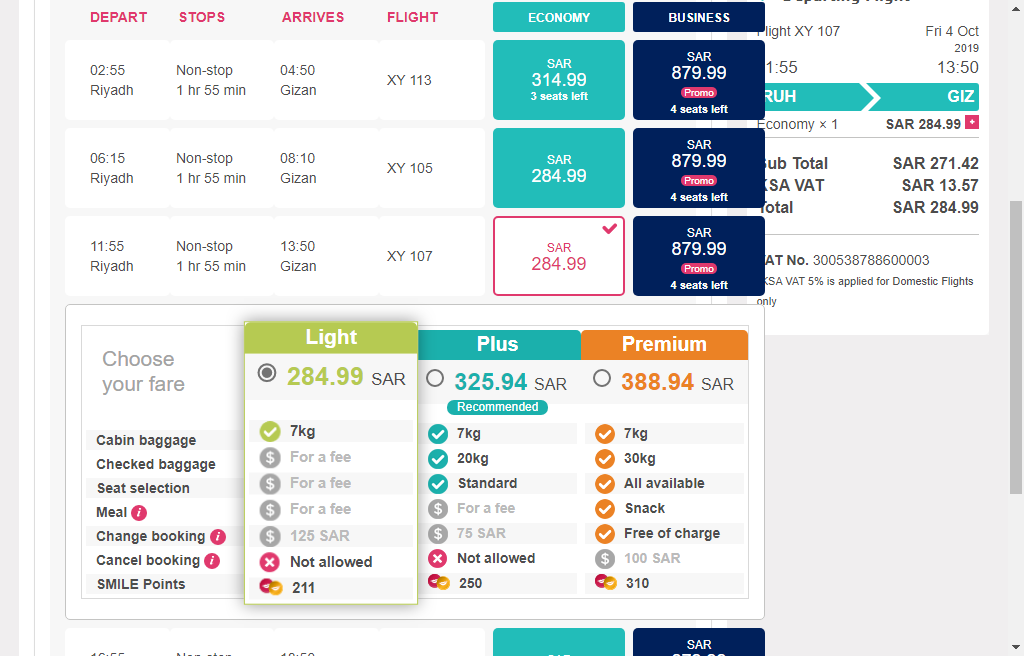 DEPART STOPS ARRIVES FLIGHT ECONOMY BUSINESS
02:55 Riyadh
Non-stop 1 hr 55 min
04:50 Gizan
XY 113
SAR
314.99
3 seats left
SAR
879.99
Promo
4 seats left
06:15 Riyadh
Non-stop 1 hr 55 min
08:10 Gizan
XY 105
SAR
284.99
SAR
879.99
Promo
4 seats left
11:55 Riyadh
Non-stop 1 hr 55 min
13:50 Gizan
XY 107
SAR
284.99
SAR
879.99
Promo
4 seats left
Choose
your fare
Light
284.99 SAR
Plus
325.94 SAR
Recommended
Premium
388.94 SAR
Cabin baggage 7kg 7kg 7kg
Checked baggage $ For a fee 20kg 30kg
Seat selection $ For a fee Standard All available
Meal i $ For a fee $ For a fee Snack
Change booking i $ 125 SAR $ 75 SAR Free of charge
Cancel booking i Not allowed Not allowed $ 100 SAR
SMILE Points 211 250 310
SAR
Flight XY 107 Fri 4 Oct
2019
13:50
RUH GIZ
Economy × 1 SAR 284.99 +
Sub Total SAR 271.42
KSA VAT SAR 13.57
Total SAR 284.99
VAT No. 300538788600003
KSA VAT 5% is applied for Domestic Flights
only